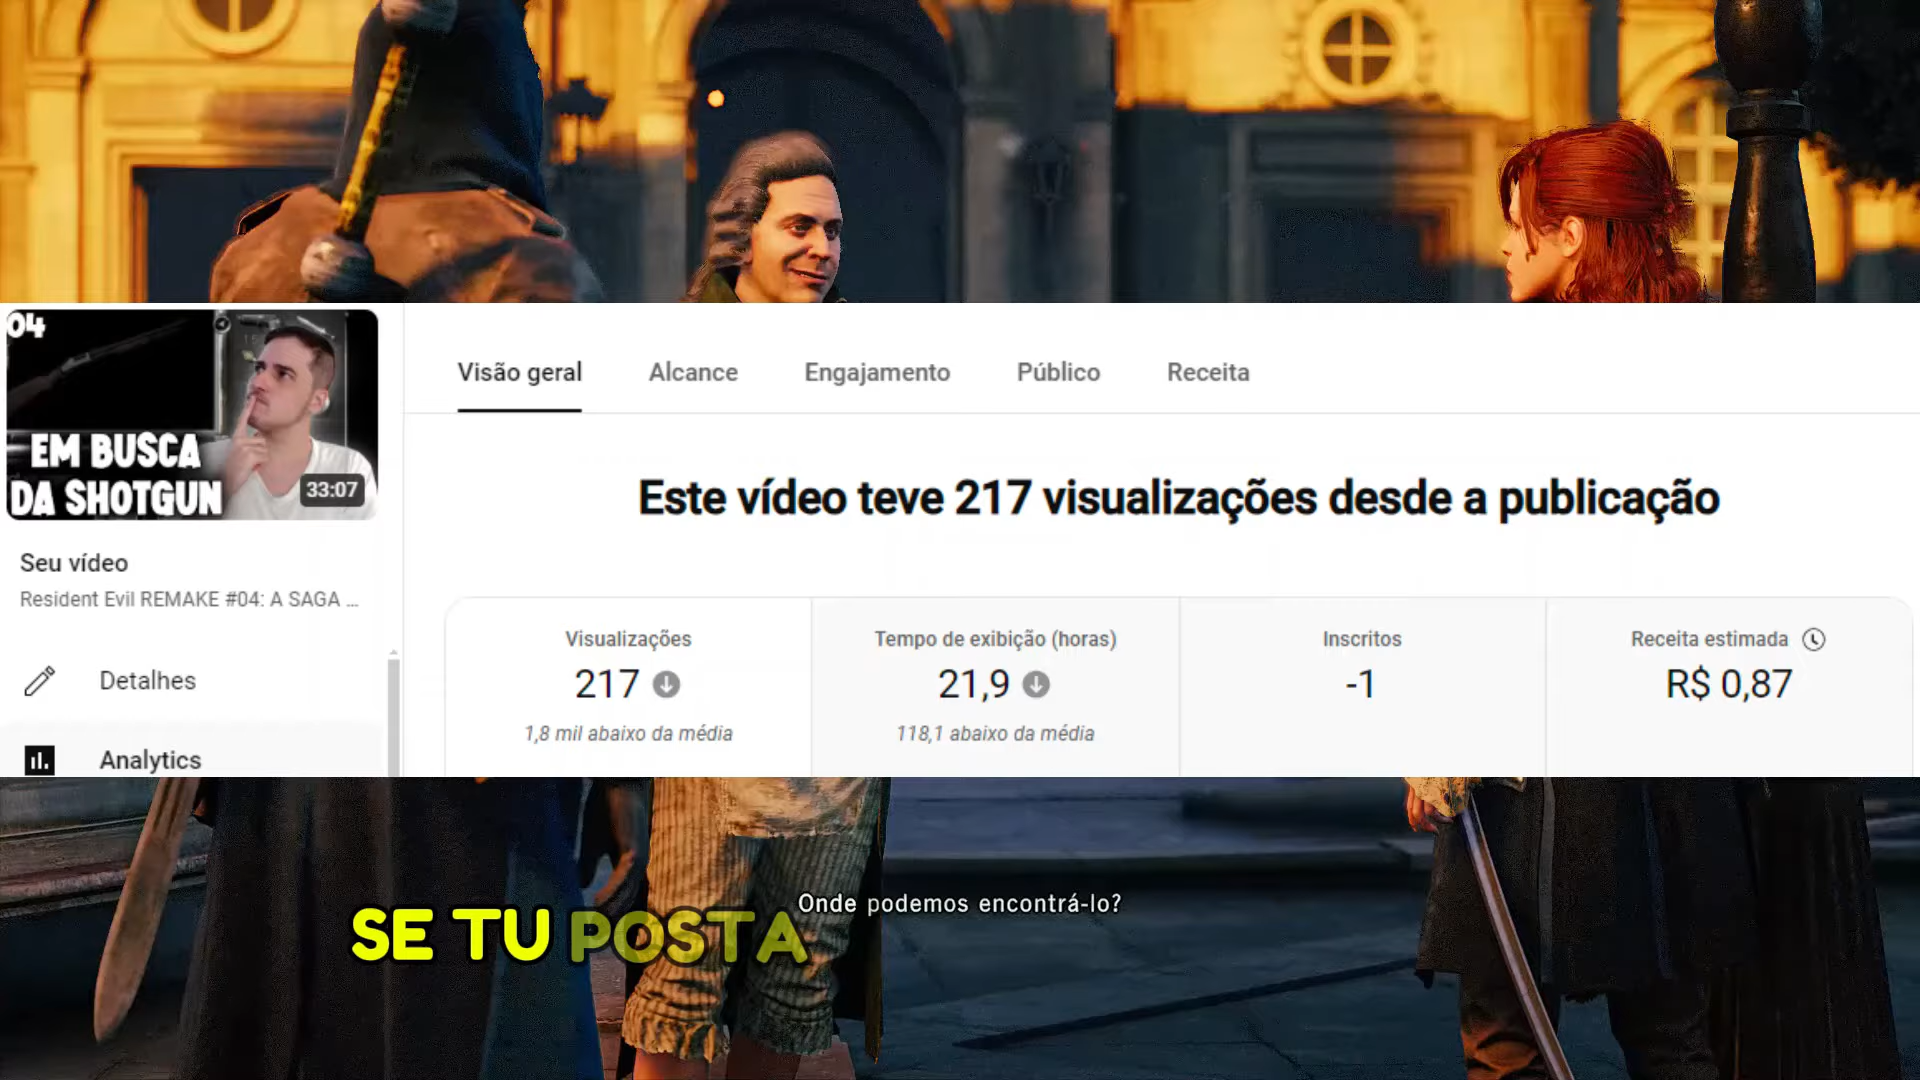 04
EM BUSCA
DA SHOTGUN
33:07
Seu vídeo
Resident Evil REMAKE #04: A SAGA ...
Detalhes
Analytics
Visão geral
Alcance
Engajamento
Público
Receita
Este vídeo teve 217 visualizações desde a publicação
Visualizações
217
1,8 mil abaixo da média
Tempo de exibição (horas)
21,9
118,1 abaixo da média
Inscritos
-1
Receita estimada
R$ 0,87
Onde podemos encontrá-lo?
SE TU POSTA